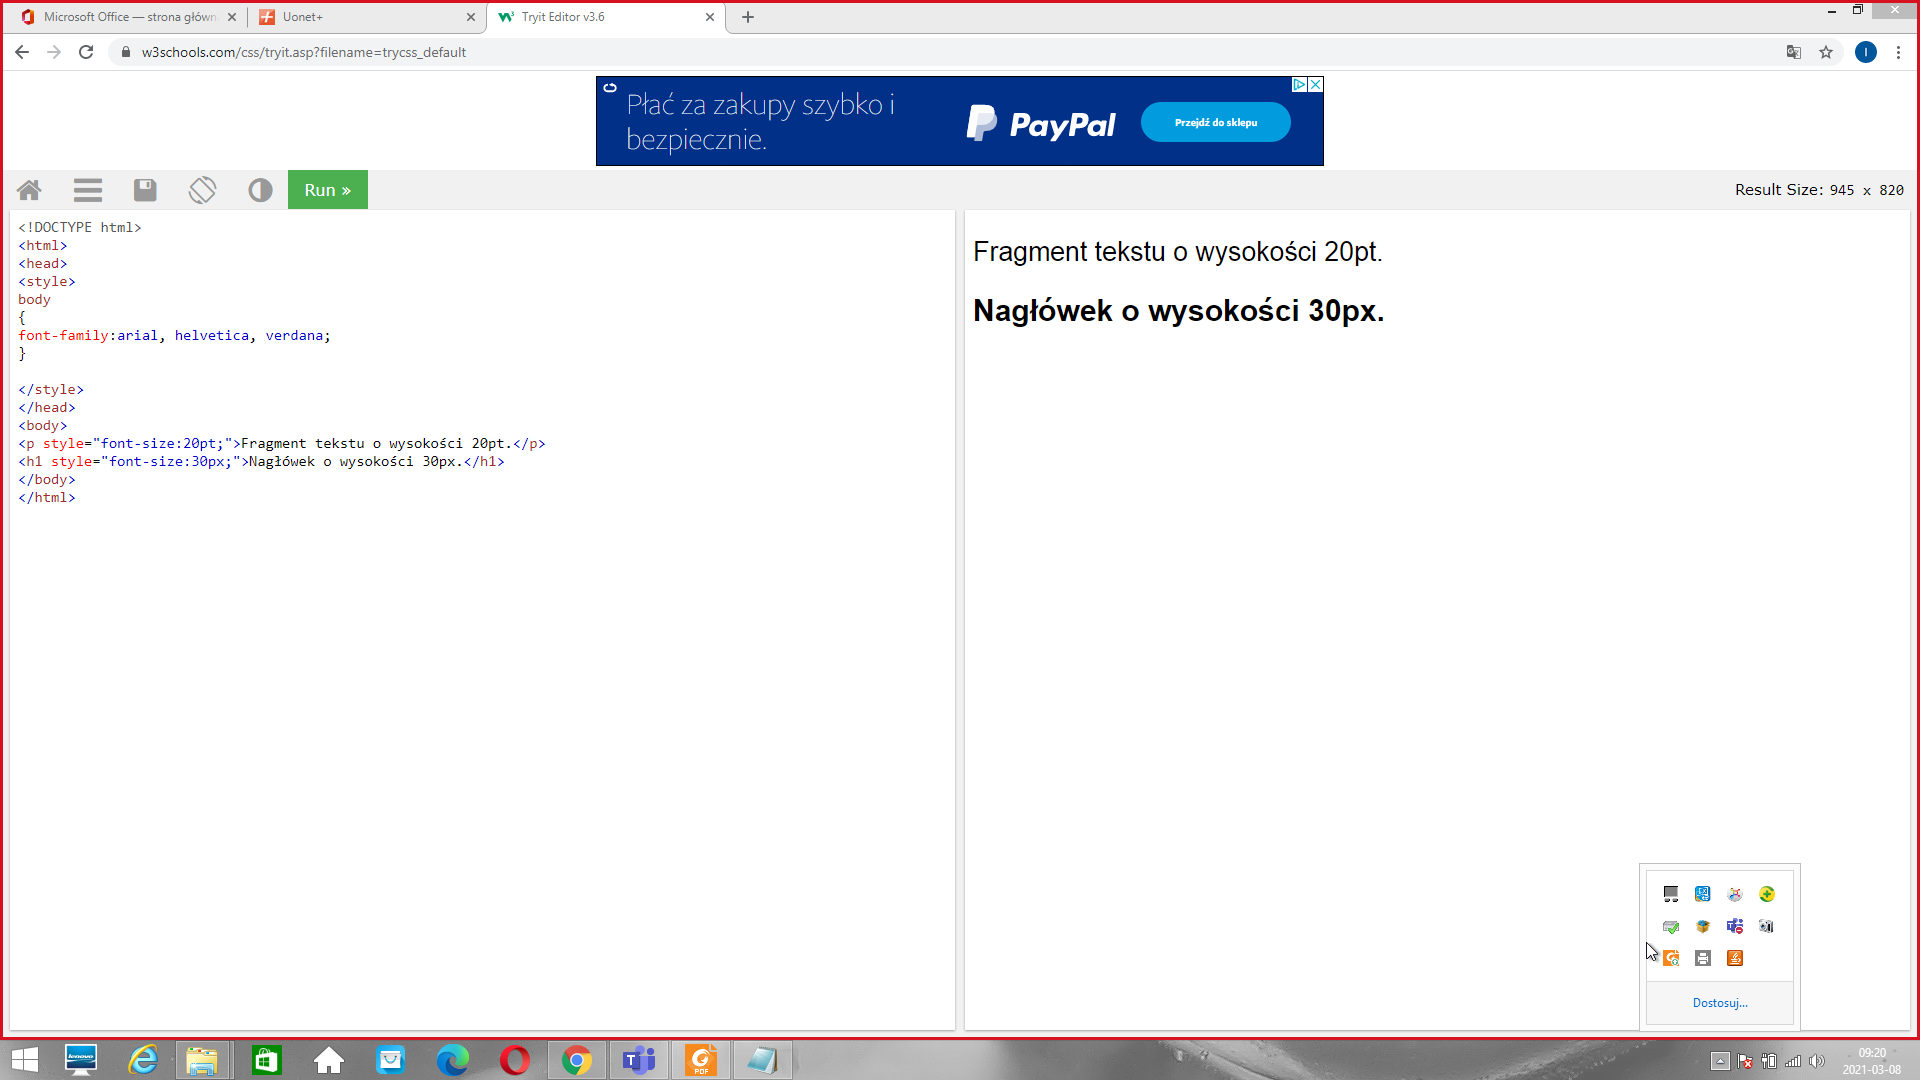 Microsoft Office — strona główn
Uonet+
Tryit Editor v3.6
w3schools.com/css/tryit.asp?filename=trycss_default
I
Płać za zakupy szybko i
bezpiecznie.
PayPal
Przejdź do sklepu
Run »
Result Size: 945 x 820
<!DOCTYPE html>
<html>
<head>
<style>
body
{
font-family:arial, helvetica, verdana;
}
</style>
</head>
<body>
<p style="font-size:20pt;">Fragment tekstu o wysokości 20pt.</p>
<h1 style="font-size:30px;">Nagłówek o wysokości 30px.</h1>
</body>
</html>
Fragment tekstu o wysokości 20pt.
Nagłówek o wysokości 30px.
Dostosuj...
lenovo
PDF
09:20
2021-03-08